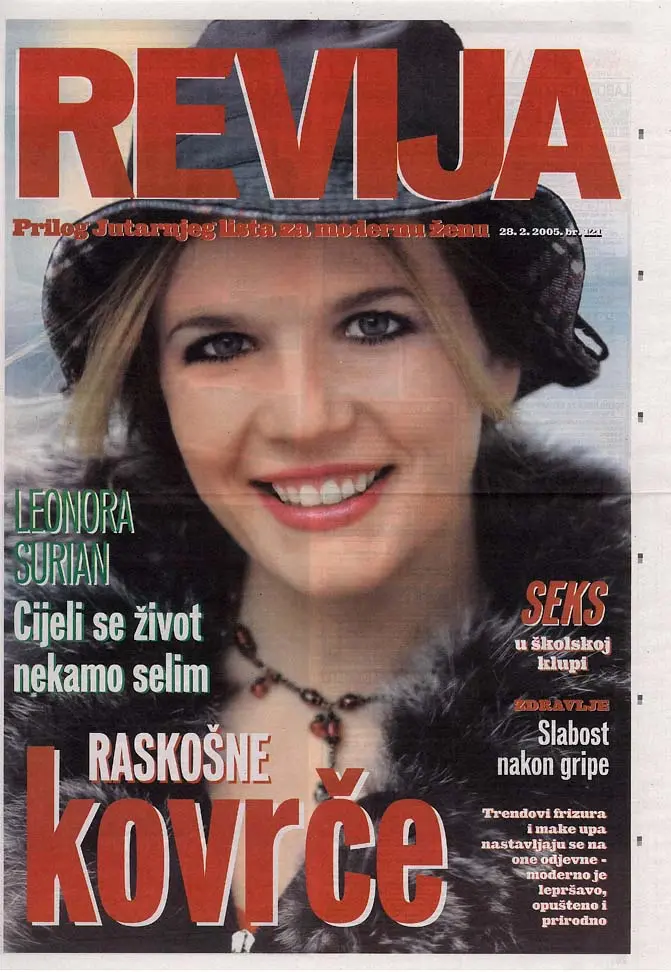 REVIJA
Prilog Jutarnjeg lista za modernu ženu
28. 2. 2005. br. 121
LEONORA
SURIAN
Cijeli se život
nekamo selim
SEKS
u školskoj
klupi
ZDRAVLJE
Slabost
nakon gripe
RASKOŠNE
kovrče
Trendovi frizura
i make upa
nastavljaju se na
one odjevne -
moderno je
lepršavo,
opušteno i
prirodno